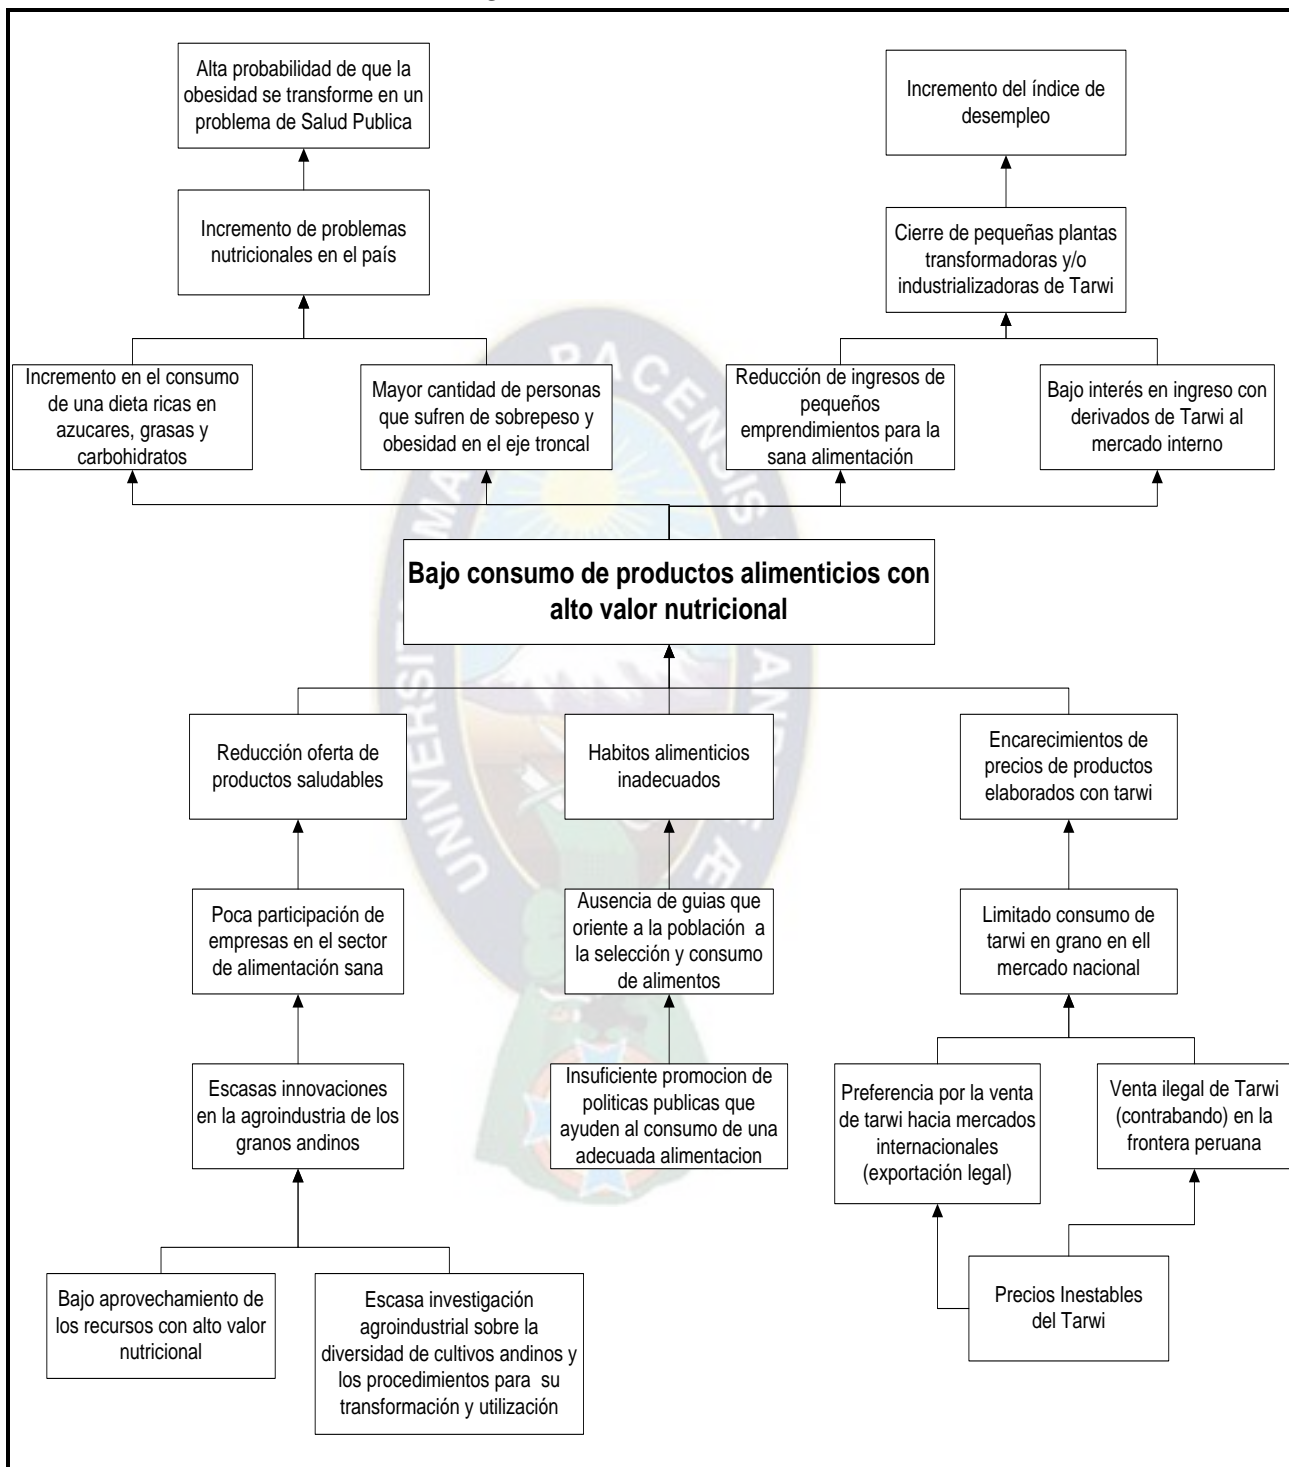 Alta probabilidad de que la
obesidad se transforme en un
problema de Salud Publica
Incremento del índice de
desempleo
Incremento de problemas
nutricionales en el país
Cierre de pequeñas plantas
transformadoras y/o
industrializadoras de Tarwi
Incremento en el consumo
de una dieta ricas en
azucares, grasas y
carbohidratos
Mayor cantidad de personas
que sufren de sobrepeso y
obesidad en el eje troncal
Reducción de ingresos de
pequeños
emprendimientos para la
sana alimentación
Bajo interés en ingreso con
derivados de Tarwi al
mercado interno
Bajo consumo de productos alimenticios con
alto valor nutricional
Reducción oferta de
productos saludables
Habitos alimenticios
inadecuados
Encarecimientos de
precios de productos
elaborados con tarwi
Poca participación de
empresas en el sector
de alimentación sana
Ausencia de guias que
oriente a la población a
la selección y consumo
de alimentos
Limitado consumo de
tarwi en grano en ell
mercado nacional
Escasas innovaciones
en la agroindustria de los
granos andinos
Insuficiente promocion de
politicas publicas que
ayuden al consumo de una
adecuada alimentacion
Preferencia por la venta
de tarwi hacia mercados
internacionales
(exportación legal)
Venta ilegal de Tarwi
(contrabando) en la
frontera peruana
Bajo aprovechamiento de
los recursos con alto valor
nutricional
Escasa investigación
agroindustrial sobre la
diversidad de cultivos andinos y
los procedimientos para su
transformación y utilización
Precios Inestables
del Tarwi